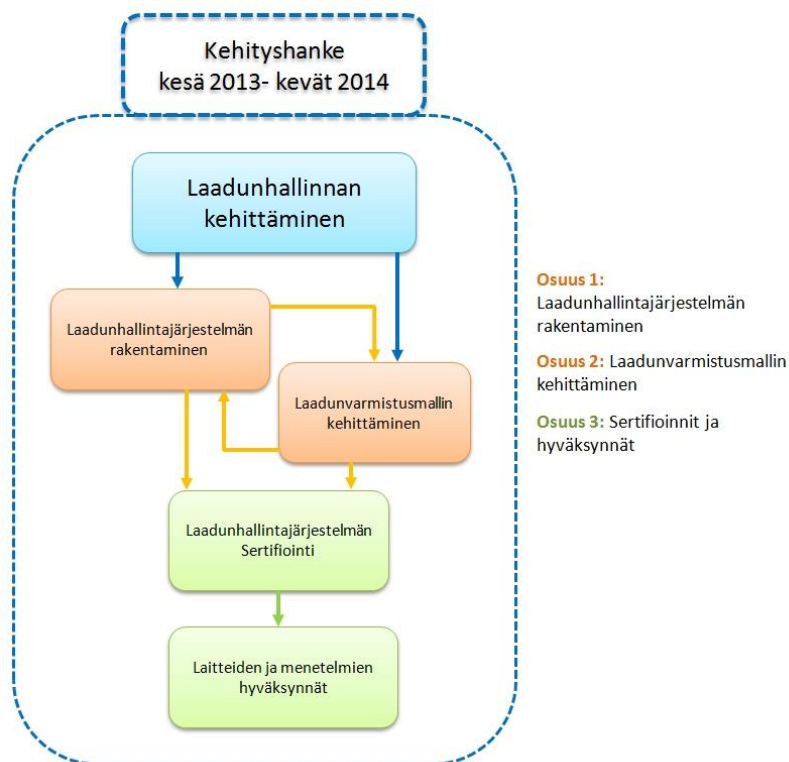 Kehityshanke
kesä 2013- kevät 2014
Laadunhallinnan
kehittäminen
Laadunhallintajärjestelmän
rakentaminen
Laadunvarmistusmallin
kehittäminen
Laadunhallintajärjestelmän
Sertifiointi
Laitteiden ja menetelmien
hyväksynnät
Osuus 1:
Laadunhallintajärjestelmän
rakentaminen
Osuus 2: Laadunvarmistusmallin
kehittäminen
Osuus 3: Sertifioinnit ja
hyväksynnät